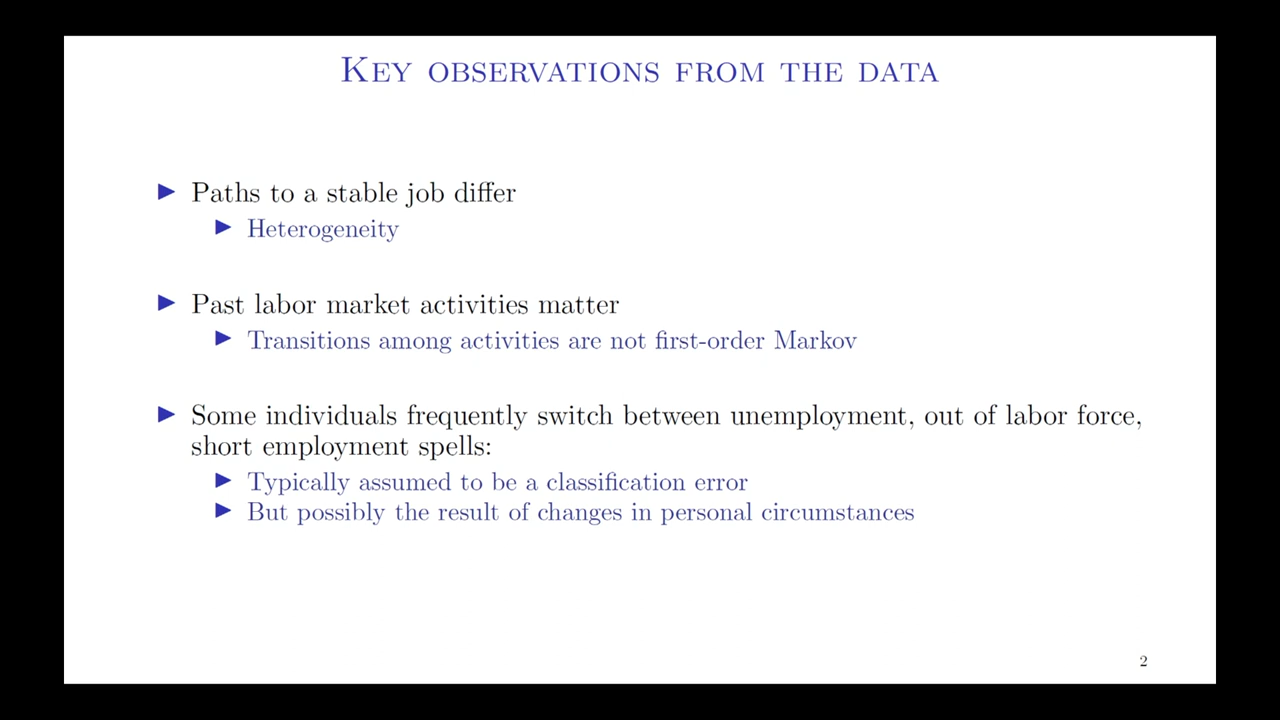 Key observations from the data
▶ Paths to a stable job differ
▶ Heterogeneity
▶ Past labor market activities matter
▶ Transitions among activities are not first-order Markov
▶ Some individuals frequently switch between unemployment, out of labor force,
short employment spells:
▶ Typically assumed to be a classification error
▶ But possibly the result of changes in personal circumstances
2